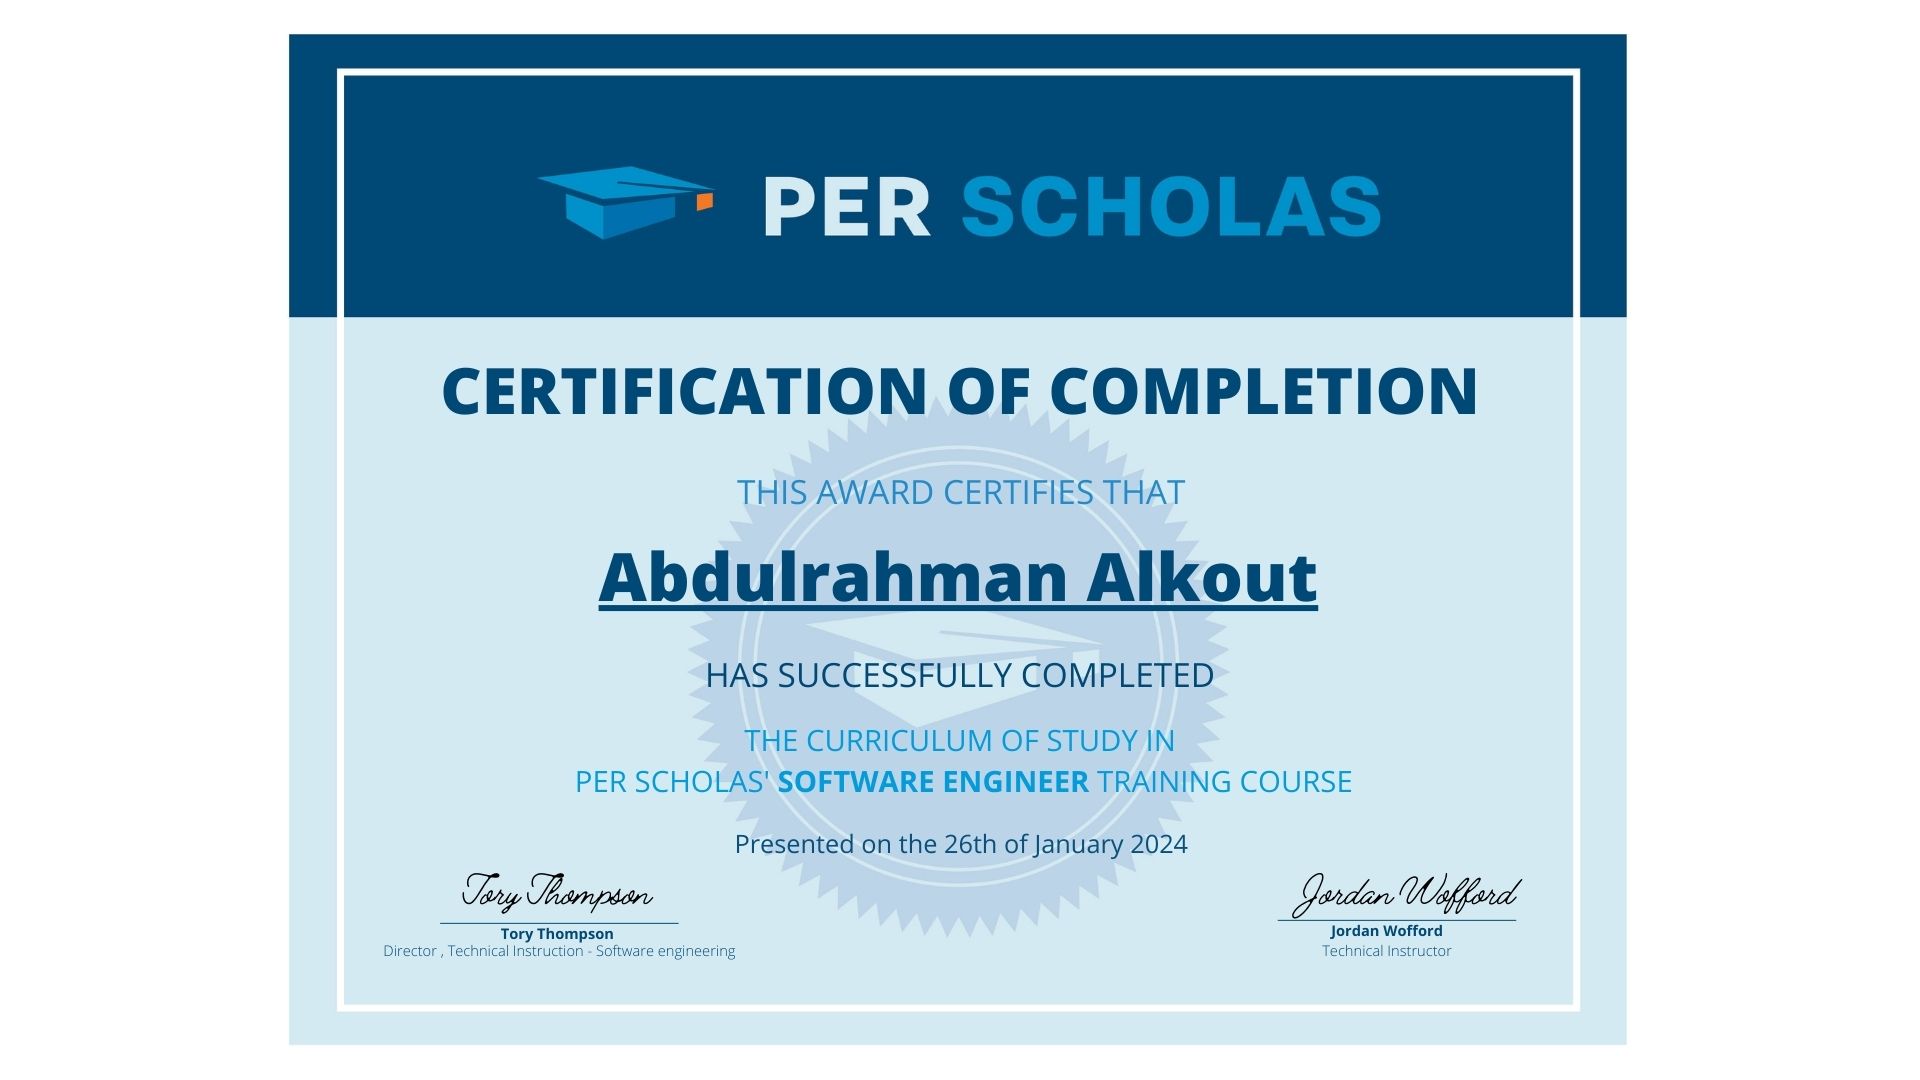 PER SCHOLAS
CERTIFICATION OF COMPLETION
THIS AWARD CERTIFIES THAT
Abdulrahman Alkout
HAS SUCCESSFULLY COMPLETED
THE CURRICULUM OF STUDY IN
PER SCHOLAS' SOFTWARE ENGINEER TRAINING COURSE
Presented on the 26th of January 2024
Tory Thompson
Tory Thompson
Director , Technical Instruction - Software engineering
Jordan Wofford
Jordan Wofford
Technical Instructor